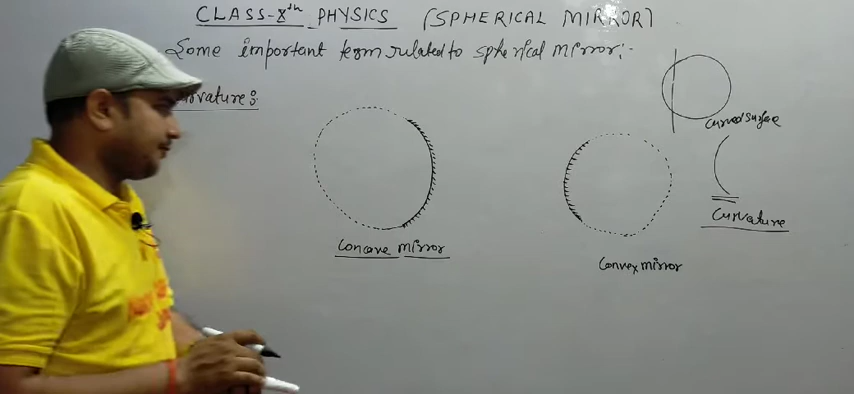 CLASS-8th PHYSICS (SPHERICAL MIRROR)
Some important term related to spherical mirror:-
Curved surface
Curvature
Concave mirror
Convex mirror